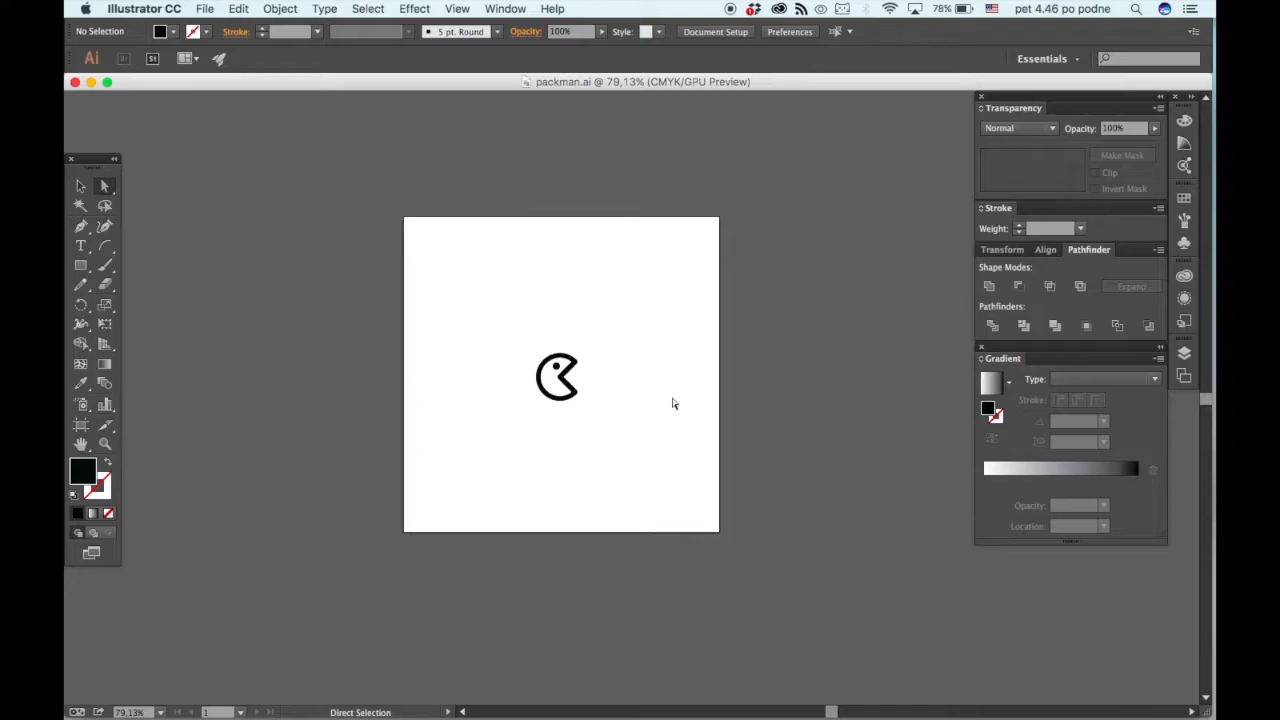 Illustrator CC File Edit Object Type Select Effect View Window Help 78% pet 4.46 po podne
No Selection Stroke: 5 pt. Round Opacity: 100% Style: Document Setup Preferences
Ai Br St Essentials
packman.ai @ 79,13% (CMYK/GPU Preview)
Transparency
Normal Opacity: 100%
Make Mask
Clip
Invert Mask
Stroke
Weight:
Transform Align Pathfinder
Shape Modes:
Expand
Pathfinders:
Gradient
Type:
Stroke:
Opacity:
Location:
79,13% 1 Direct Selection